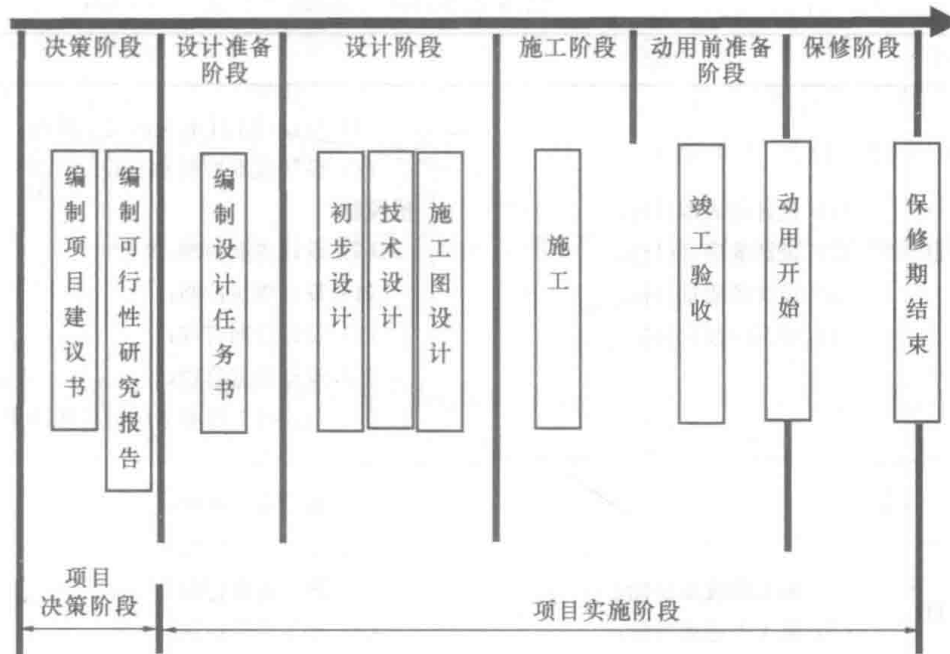 决策阶段
设计准备
阶段
设计阶段
施工阶段
动用前准备
阶段
保修阶段
编制项目建议书
编制可行性研究报告
编制设计任务书
初步设计
技术设计
施工图设计
施工
竣工验收
动用开始
保修期结束
项目
决策阶段
项目实施阶段